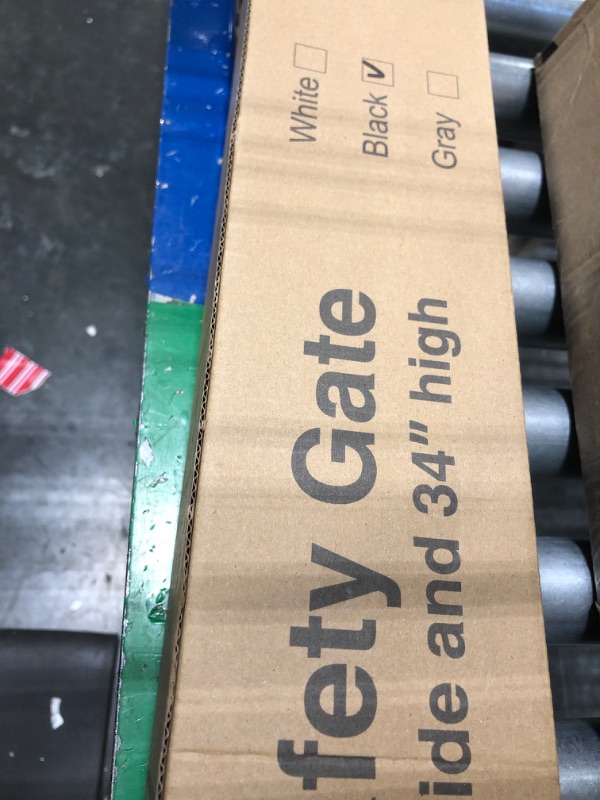 fety Gate
ide and 34" high
White
Black
Gray